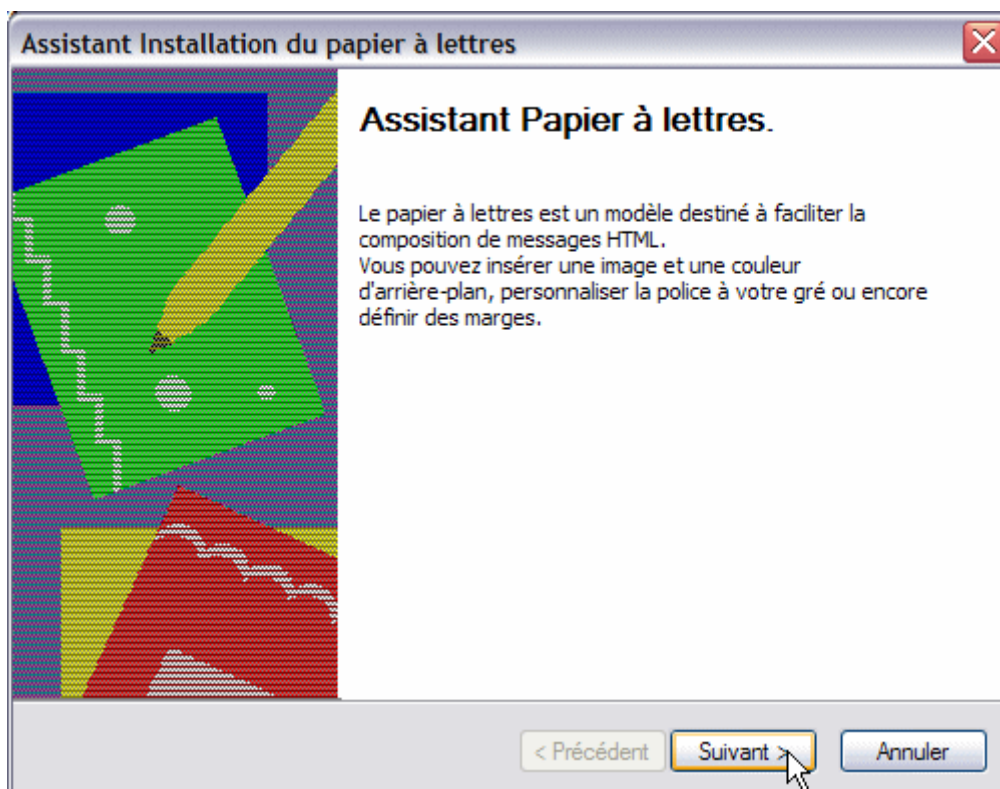 Assistant Installation du papier à lettres
Assistant Papier à lettres.
Le papier à lettres est un modèle destiné à faciliter la
composition de messages HTML.
Vous pouvez insérer une image et une couleur
d'arrière-plan, personnaliser la police à votre gré ou encore
définir des marges.
< Précédent
Suivant >
Annuler